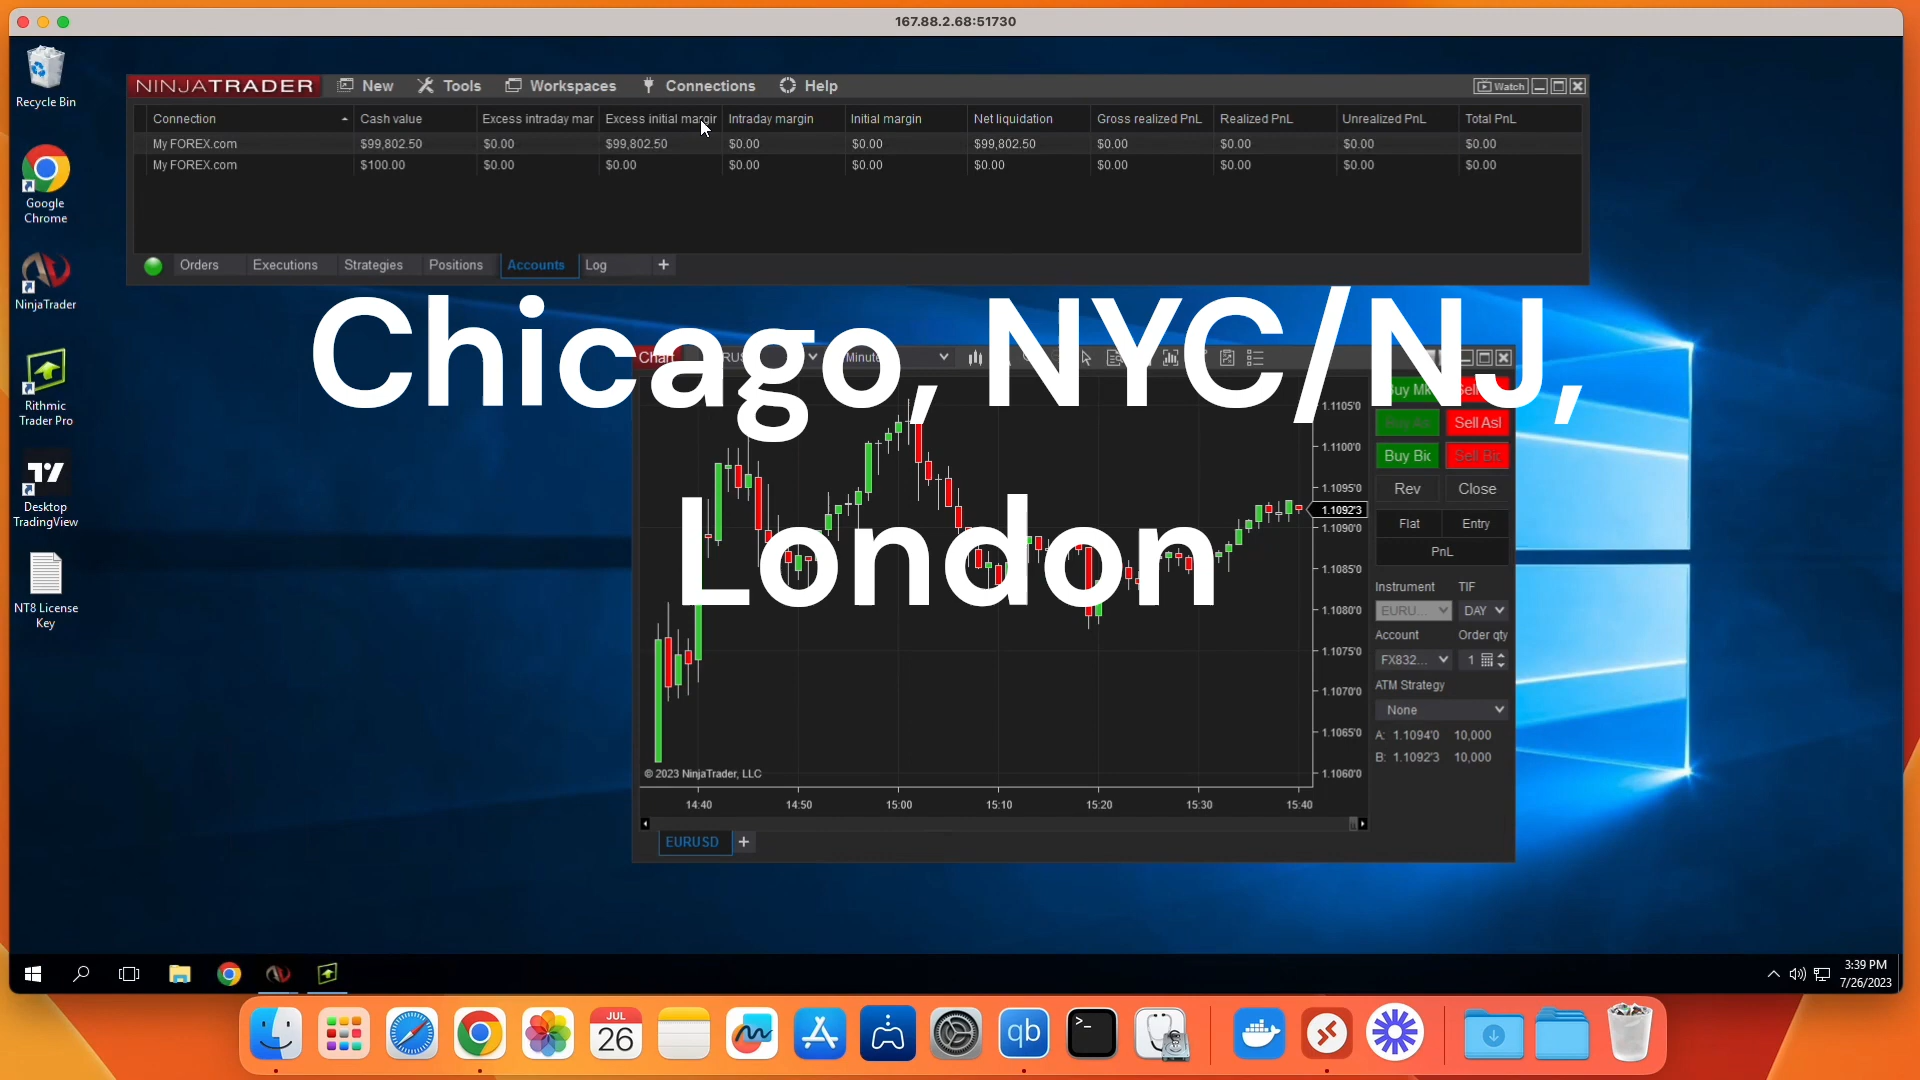 167.88.2.68:51730
Recycle Bin
Google
Chrome
NinjaTrader
Rithmic
Trader Pro
Desktop
TradingView
NT8 License
Key
NINJATRADER New Tools Workspaces Connections Help Watch
Connection Cash value Excess intraday mar Excess initial margin Intraday margin Initial margin Net liquidation Gross realized PnL Realized PnL Unrealized PnL Total PnL
My FOREX.com $99,802.50 $0.00 $99,802.50 $0.00 $0.00 $99,802.50 $0.00 $0.00 $0.00 $0.00
My FOREX.com $100.00 $0.00 $0.00 $0.00 $0.00 $0.00 $0.00 $0.00 $0.00 $0.00
Orders Executions Strategies Positions Accounts Log +
Chicago, NYC/NJ,
London
Chart Minute
Buy Ask Sell Asl
Buy Bic Sell Bic
Rev Close
Flat Entry
PnL
Instrument TIF
EURU... DAY
Account Order qty
FX832... 1
ATM Strategy
None
A: 1.1094'0 10,000
B: 1.1092'3 10,000
1.1105'0
1.1100'0
1.1095'0
1.1092'3
1.1090'0
1.1085'0
1.1080'0
1.1075'0
1.1070'0
1.1065'0
1.1060'0
© 2023 NinjaTrader, LLC
14:40 14:50 15:00 15:10 15:20 15:30 15:40
EURUSD +
3:39 PM
7/26/2023
JUL
26
qb